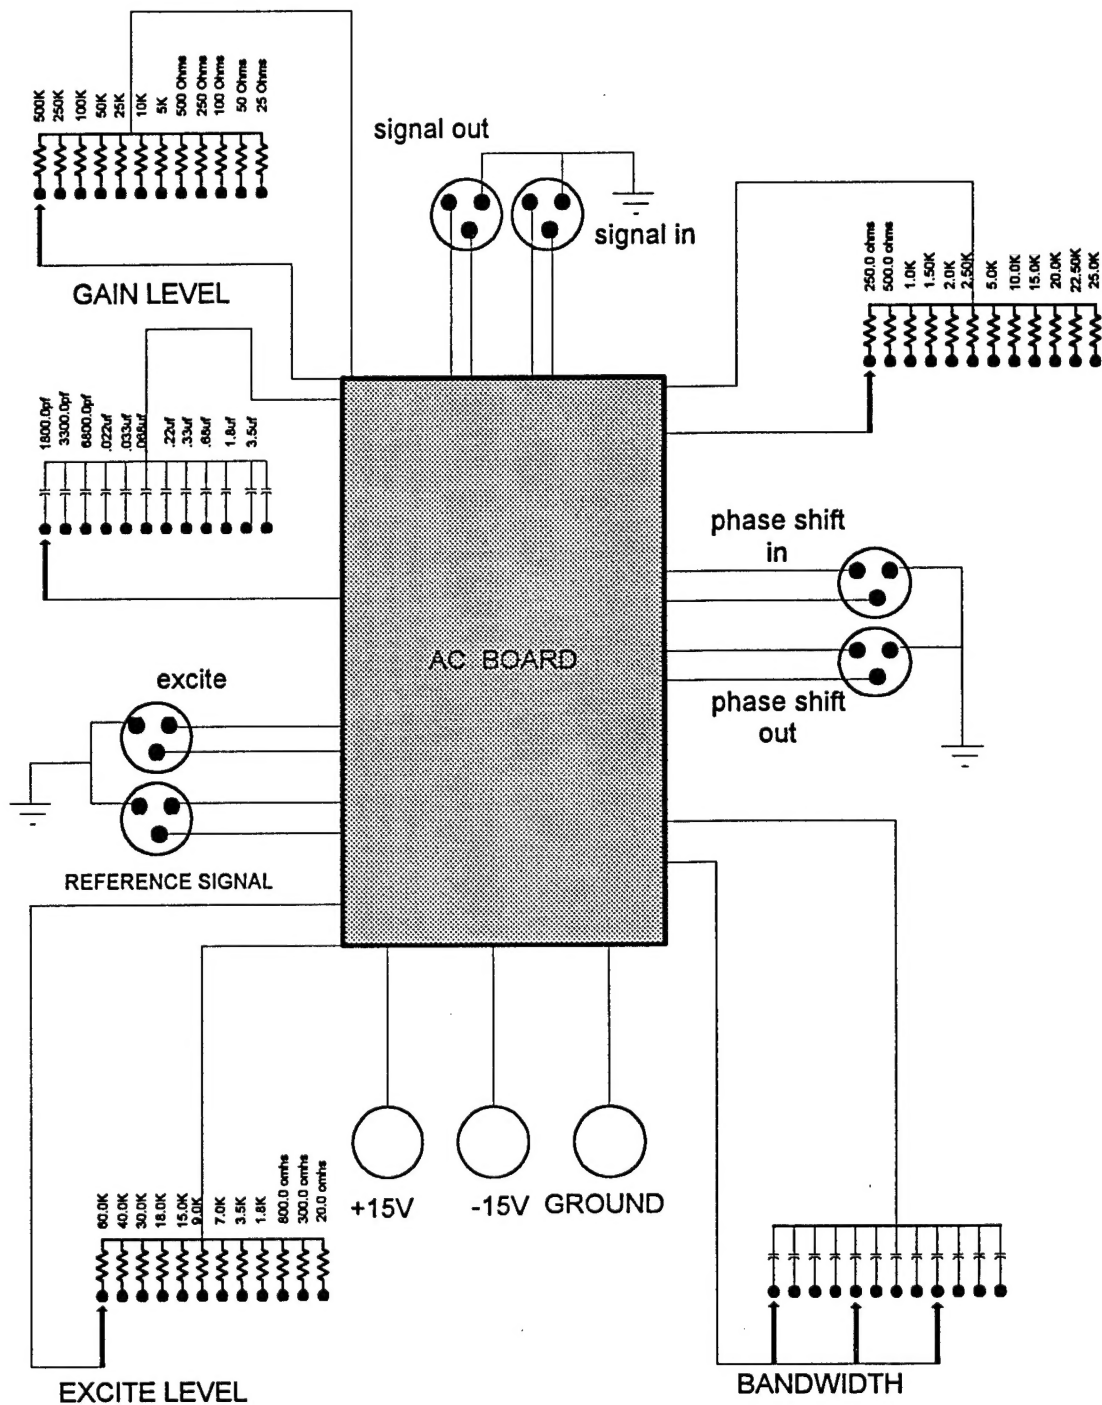 500K
250K
100K
50K
25K
10K
5K
500 Ohms
250 Ohms
100 Ohms
50 Ohms
25 Ohms
GAIN LEVEL
signal out
signal in
250.0 ohms
500.0 ohms
1.0K
1.50K
2.0K
2.50K
5.0K
10.0K
15.0K
20.0K
22.50K
25.0K
1800.0pf
3300.0pf
6800.0pf
.022uf
.033uf
.068uf
.22uf
.33uf
.68uf
1.8uf
3.5uf
phase shift
in
AC BOARD
phase shift
out
excite
REFERENCE SIGNAL
+15V
-15V
GROUND
60.0K
40.0K
30.0K
18.0K
15.0K
9.0K
7.0K
3.5K
1.8K
800.0 omhs
300.0 omhs
20.0 omhs
EXCITE LEVEL
BANDWIDTH